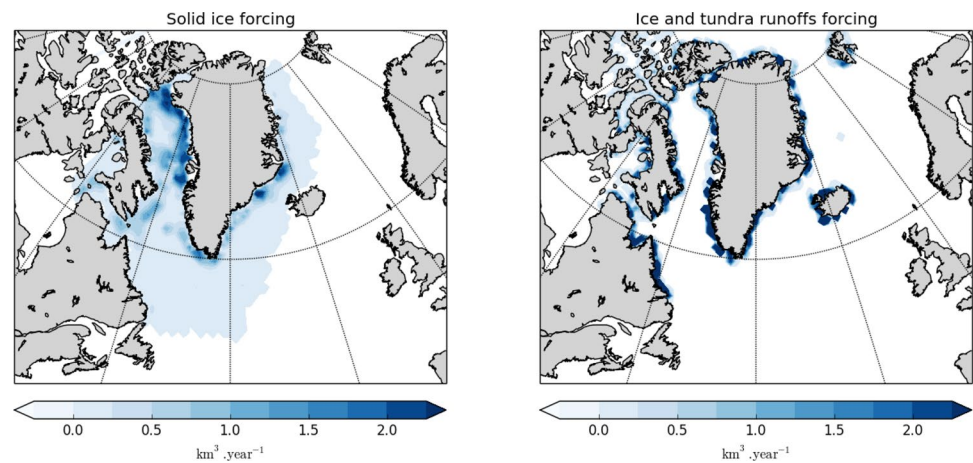 Solid ice forcing
0.0 0.5 1.0 1.5 2.0
km³ .year⁻¹
Ice and tundra runoffs forcing
0.0 0.5 1.0 1.5 2.0
km³ .year⁻¹